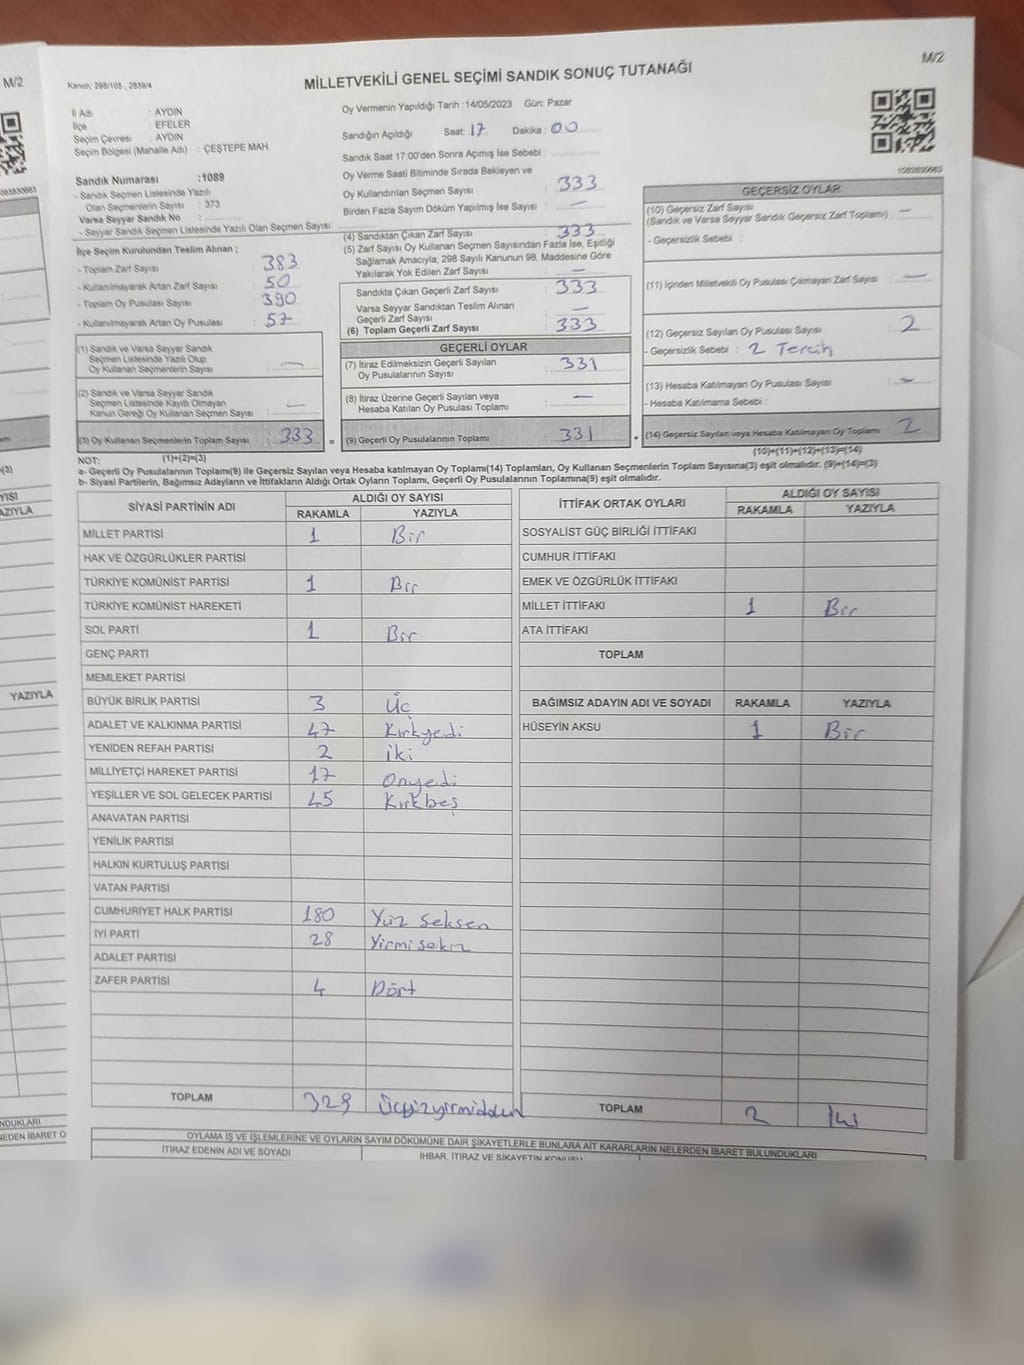 M/2
MİLLETVEKİLİ GENEL SEÇİMİ SANDIK SONUÇ TUTANAĞI
M/2
Kanun: 298/105 , 2839/4
İl Adı : AYDIN
İlçe : EFELER
Seçim Çevresi : AYDIN
Seçim Bölgesi (Mahalle Adı) : ÇEŞTEPE MAH.
Sandık Numarası :1089
- Sandık Seçmen Listesinde Yazılı
Olan Seçmenlerin Sayısı : 373
Varsa Seyyar Sandık No :
- Seyyar Sandık Seçmen Listesinde Yazılı Olan Seçmen Sayısı:
İlçe Seçim Kurulundan Teslim Alınan ;
- Toplam Zarf Sayısı 383
- Kullanılmayarak Artan Zarf Sayısı 50
- Toplam Oy Pusulası Sayısı 390
- Kullanılmayarak Artan Oy Pusulası 57
(1) Sandık ve Varsa Seyyar Sandık
Seçmen Listesinde Yazılı Olup
Oy Kullanan Seçmenlerin Sayısı : —
(2) Sandık ve Varsa Seyyar Sandık
Seçmen Listesinde Kayıtlı Olmayan
Kanun Gereği Oy Kullanan Seçmen Sayısı : —
(3) Oy Kullanan Seçmenlerin Toplam Sayısı : 333 =
Oy Vermenin Yapıldığı Tarih :14/05/2023 Gün: Pazar
Sandığın Açıldığı Saat: 17 Dakika : 00
Sandık Saat 17:00'den Sonra Açımış İse Sebebi :
Oy Verme Saati Bitiminde Sırada Bekleyen ve
Oy Kullandırılan Seçmen Sayısı : 333
Birden Fazla Sayım Döküm Yapılmış İse Sayısı : —
(4) Sandıktan Çıkan Zarf Sayısı : 333
(5) Zarf Sayısı Oy Kullanan Seçmen Sayısından Fazla İse, Eşitliği
Sağlamak Amacıyla, 298 Sayılı Kanunun 98. Maddesine Göre
Yakılarak Yok Edilen Zarf Sayısı : —
Sandıkta Çıkan Geçerli Zarf Sayısı : 333
Varsa Seyyar Sandıktan Teslim Alınan
Geçerli Zarf Sayısı : —
(6) Toplam Geçerli Zarf Sayısı : 333
GEÇERLİ OYLAR
(7) İtiraz Edilmeksizin Geçerli Sayılan
Oy Pusulalarının Sayısı : 331
(8) İtiraz Üzerine Geçerli Sayılan veya
Hesaba Katılan Oy Pusulası Toplamı : —
(9) Geçerli Oy Pusulalarının Toplamı : 331 +
1083830663
GEÇERSİZ OYLAR
(10) Geçersiz Zarf Sayısı
(Sandık ve Varsa Seyyar Sandık Geçersiz Zarf Toplamı) : —
- Geçersizlik Sebebi :
(11) İçinden Milletvekili Oy Pusulası Çıkmayan Zarf Sayısı : —
(12) Geçersiz Sayılan Oy Pusulası Sayısı : 2
- Geçersizlik Sebebi : 2 Tercih
(13) Hesaba Katılmayan Oy Pusulası Sayısı : —
- Hesaba Katılmama Sebebi :
(14) Geçersiz Sayılan veya Hesaba Katılmayan Oy Toplamı : 2
NOT: (1)+(2)=(3) (10)+(11)+(12)+(13)=(14)
a- Geçerli Oy Pusulalarının Toplamı(9) ile Geçersiz Sayılan veya Hesaba katılmayan Oy Toplamı(14) Toplamları, Oy Kullanan Seçmenlerin Toplam Sayısına(3) eşit olmalıdır. (9)+(14)=(3)
b- Siyasi Partilerin, Bağımsız Adayların ve İttifakların Aldığı Ortak Oyların Toplamı, Geçerli Oy Pusulalarının Toplamına(9) eşit olmalıdır.
SİYASİ PARTİNİN ADI ALDIĞI OY SAYISI
RAKAMLA YAZIYLA
MİLLET PARTİSİ 1 Bir
HAK VE ÖZGÜRLÜKLER PARTİSİ
TÜRKİYE KOMÜNİST PARTİSİ 1 Bir
TÜRKİYE KOMÜNİST HAREKETİ
SOL PARTİ 1 Bir
GENÇ PARTİ
MEMLEKET PARTİSİ
BÜYÜK BİRLİK PARTİSİ 3 Üç
ADALET VE KALKINMA PARTİSİ 47 Kırkyedi
YENİDEN REFAH PARTİSİ 2 iki
MİLLİYETÇİ HAREKET PARTİSİ 17 Onyedi
YEŞİLLER VE SOL GELECEK PARTİSİ 45 Kırkbeş
ANAVATAN PARTİSİ
YENİLİK PARTİSİ
HALKIN KURTULUŞ PARTİSİ
VATAN PARTİSİ
CUMHURİYET HALK PARTİSİ 180 Yüz Seksen
İYİ PARTİ 28 Yirmisekiz
ADALET PARTİSİ
ZAFER PARTİSİ 4 Dört
TOPLAM 329 Üçyüzyirmidokuz
İTTİFAK ORTAK OYLARI ALDIĞI OY SAYISI
RAKAMLA YAZIYLA
SOSYALİST GÜÇ BİRLİĞİ İTTİFAKI
CUMHUR İTTİFAKI
EMEK VE ÖZGÜRLÜK İTTİFAKI
MİLLET İTTİFAKI 1 Bir
ATA İTTİFAKI
TOPLAM
BAĞIMSIZ ADAYIN ADI VE SOYADI RAKAMLA YAZIYLA
HÜSEYİN AKSU 1 Bir
TOPLAM 2 İki
OYLAMA İŞ VE İŞLEMLERİNE VE OYLARIN SAYIM DÖKÜMÜNE DAİR ŞİKAYETLERLE BUNLARA AİT KARARLARIN NELERDEN İBARET BULUNDUKLARI
İTİRAZ EDENİN ADI VE SOYADI İHBAR, İTİRAZ VE ŞİKAYETİN KONUSU
YAZIYLA
YAZIYLA
NDUKLARI